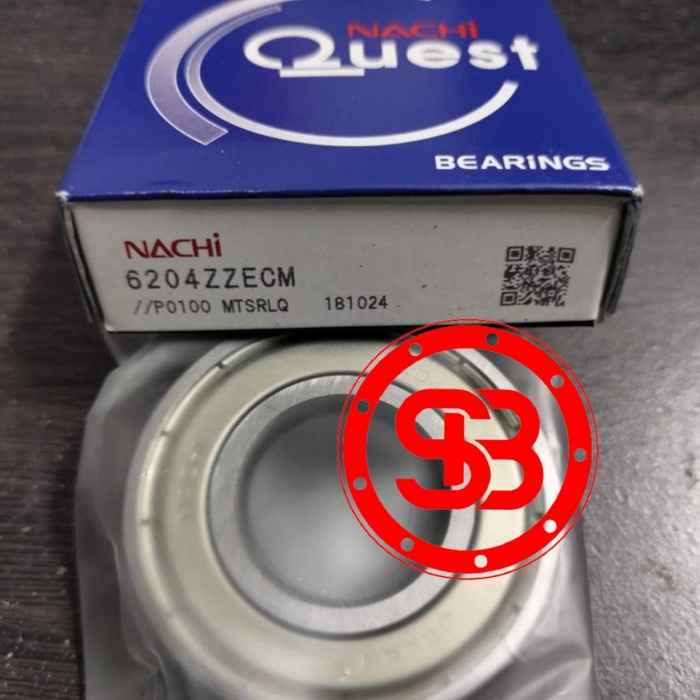 NACHi
Quest
BEARINGS
NACHi
6204ZZECM
//P0100 MTSRLQ 181024
SB